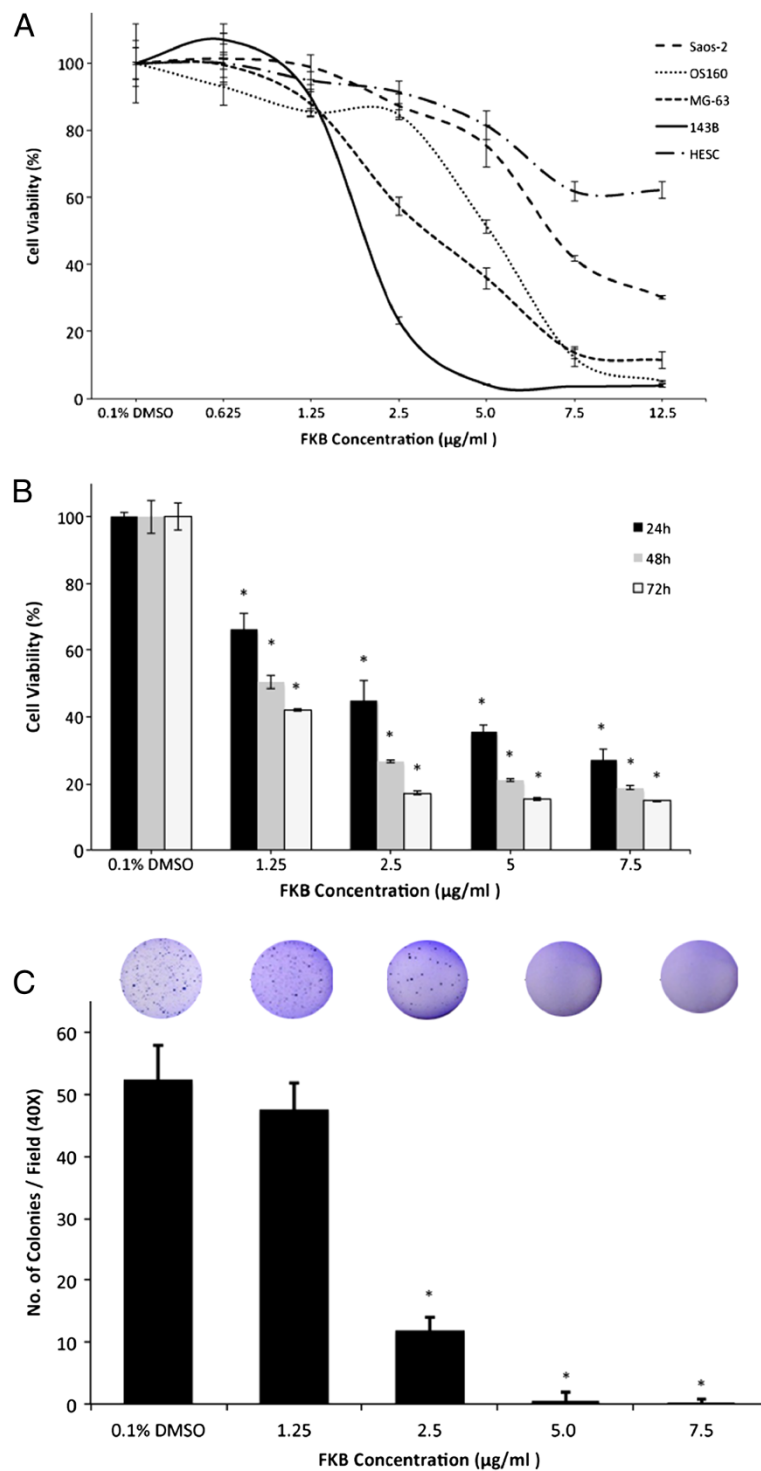 A
Saos-2
OS160
MG-63
143B
HESC
Cell Viability (%)
120
100
80
60
40
20
0
0.1% DMSO 0.625 1.25 2.5 5.0 7.5 12.5
FKB Concentration (µg/ml )
B
24h
48h
72h
Cell Viability (%)
100
80
60
40
20
0
* * *
* * *
* * *
* * *
0.1% DMSO 1.25 2.5 5 7.5
FKB Concentration (µg/ml )
C
No. of Colonies / Field (40X)
60
50
40
30
20
10
0
* * *
0.1% DMSO 1.25 2.5 5.0 7.5
FKB Concentration (µg/ml )